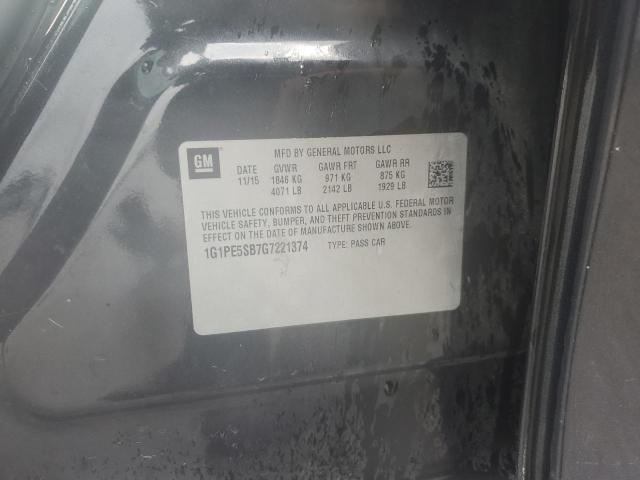 GM
MFD BY GENERAL MOTORS LLC
DATE GVWR GAWR FRT GAWR RR
11/15 1846 KG 971 KG 875 KG
4071 LB 2142 LB 1929 LB
THIS VEHICLE CONFORMS TO ALL APPLICABLE U.S. FEDERAL MOTOR
VEHICLE SAFETY, BUMPER, AND THEFT PREVENTION STANDARDS IN
EFFECT ON THE DATE OF MANUFACTURE SHOWN ABOVE.
1G1PE5SB7G7221374 TYPE: PASS CAR